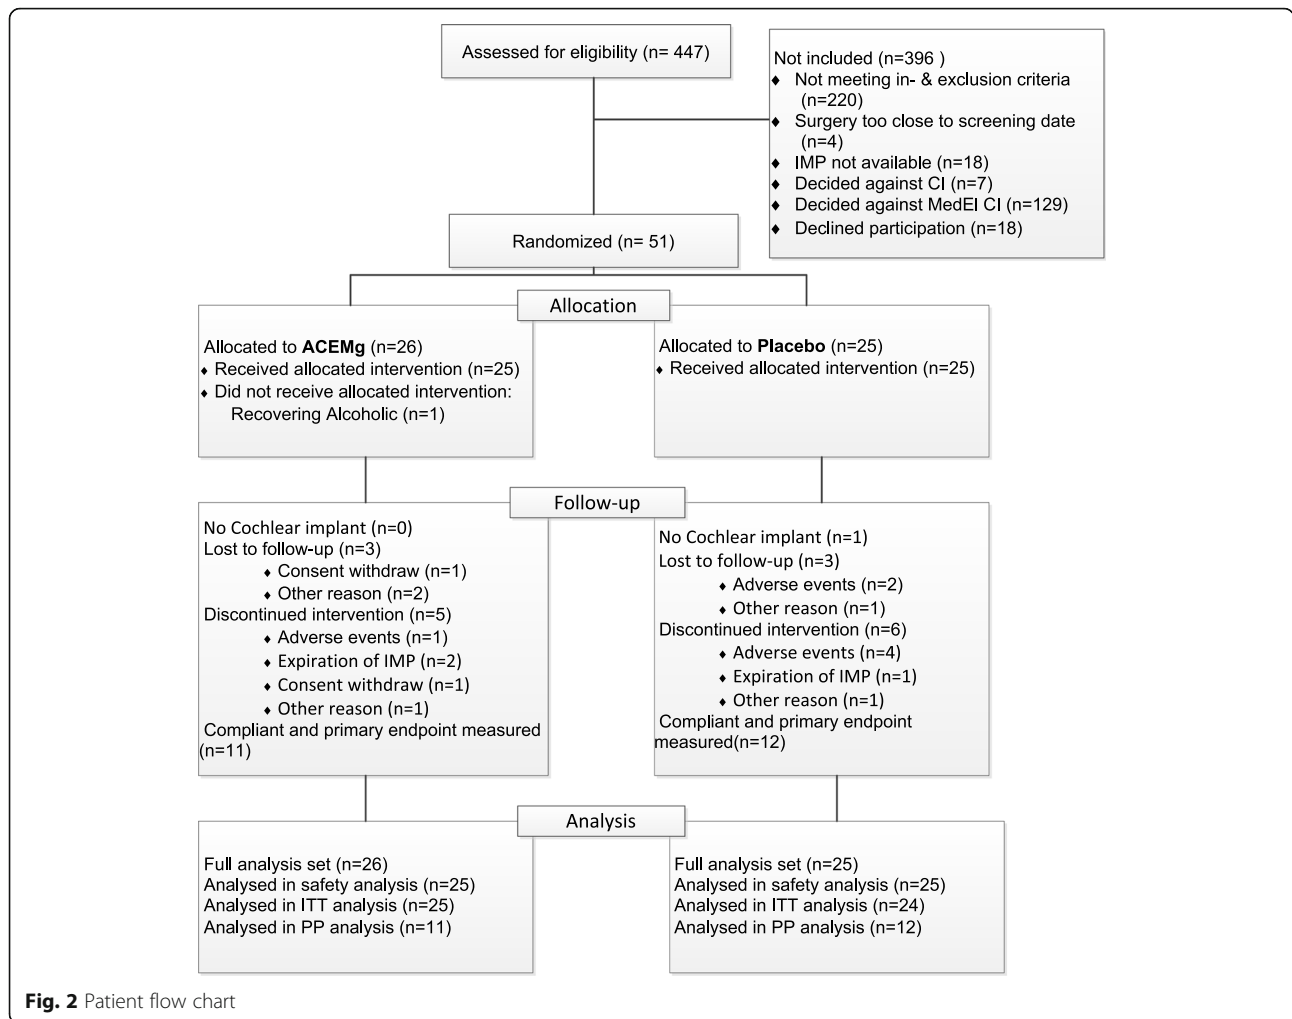 Assessed for eligibility (n= 447)
Not included (n=396 )
♦ Not meeting in- & exclusion criteria
(n=220)
♦ Surgery too close to screening date
(n=4)
♦ IMP not available (n=18)
♦ Decided against CI (n=7)
♦ Decided against MedEl CI (n=129)
♦ Declined participation (n=18)
Randomized (n= 51)
Allocation
Allocated to ACEMg (n=26)
♦ Received allocated intervention (n=25)
♦ Did not receive allocated intervention:
Recovering Alcoholic (n=1)
Allocated to Placebo (n=25)
♦ Received allocated intervention (n=25)
Follow-up
No Cochlear implant (n=0)
Lost to follow-up (n=3)
♦ Consent withdraw (n=1)
♦ Other reason (n=2)
Discontinued intervention (n=5)
♦ Adverse events (n=1)
♦ Expiration of IMP (n=2)
♦ Consent withdraw (n=1)
♦ Other reason (n=1)
Compliant and primary endpoint measured
(n=11)
No Cochlear implant (n=1)
Lost to follow-up (n=3)
♦ Adverse events (n=2)
♦ Other reason (n=1)
Discontinued intervention (n=6)
♦ Adverse events (n=4)
♦ Expiration of IMP (n=1)
♦ Other reason (n=1)
Compliant and primary endpoint
measured(n=12)
Analysis
Full analysis set (n=26)
Analysed in safety analysis (n=25)
Analysed in ITT analysis (n=25)
Analysed in PP analysis (n=11)
Full analysis set (n=25)
Analysed in safety analysis (n=25)
Analysed in ITT analysis (n=24)
Analysed in PP analysis (n=12)
Fig. 2 Patient flow chart